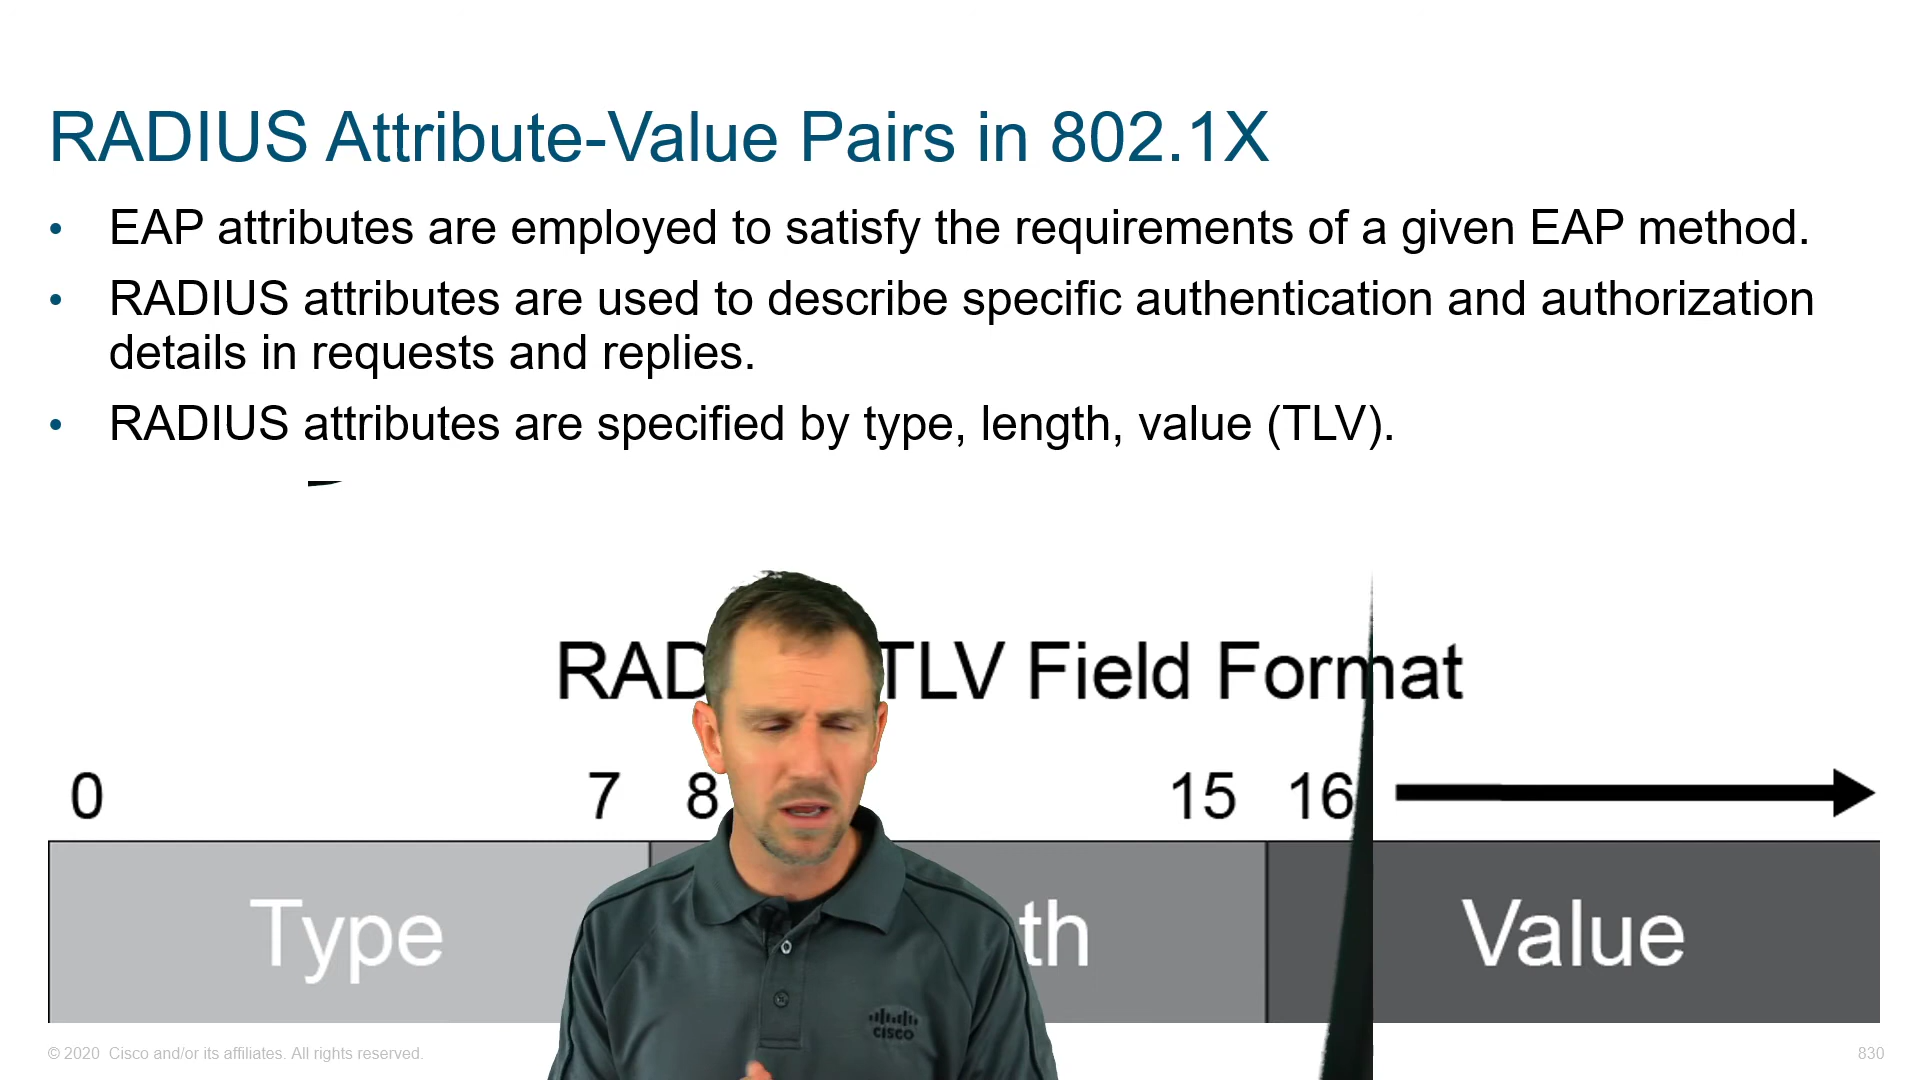 RADIUS Attribute-Value Pairs in 802.1X
• EAP attributes are employed to satisfy the requirements of a given EAP method.
• RADIUS attributes are used to describe specific authentication and authorization
details in requests and replies.
• RADIUS attributes are specified by type, length, value (TLV).
RAD TLV Field Format
0 7 8 15 16
Type th Value
cisco
© 2020 Cisco and/or its affiliates. All rights reserved. 830